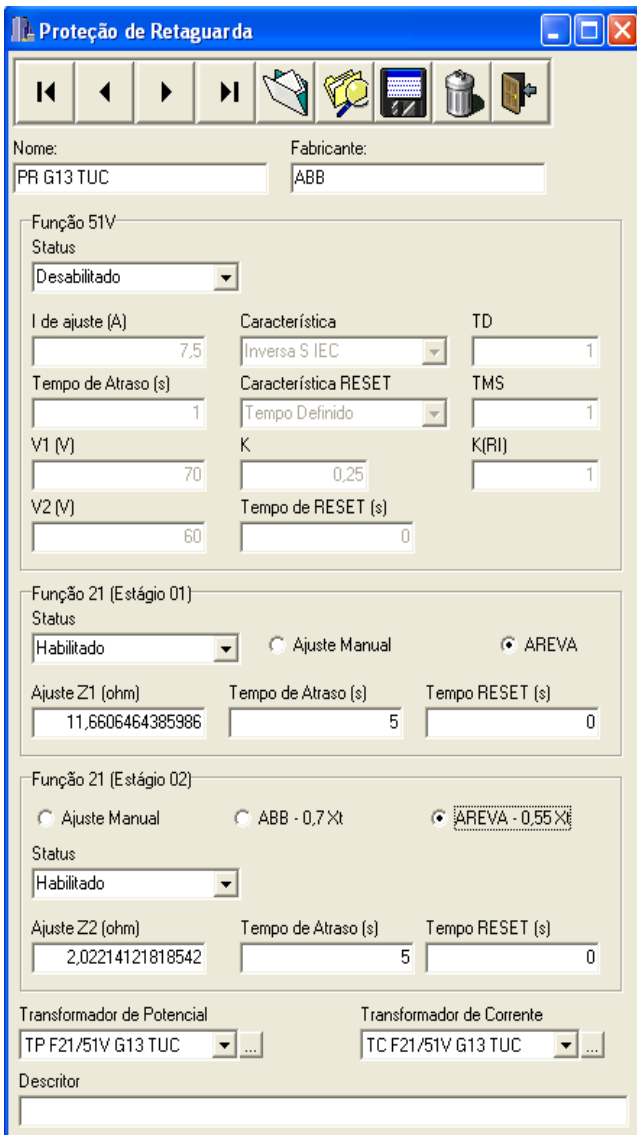 Proteção de Retaguarda
Nome: Fabricante:
PR G13 TUC ABB
Função 51V
Status
Desabilitado
I de ajuste (A) Característica TD
7,5 Inversa S IEC 1
Tempo de Atraso (s) Característica RESET TMS
1 Tempo Definido 1
V1 (V) K K(RI)
70 0,25 1
V2 (V) Tempo de RESET (s)
60 0
Função 21 (Estágio 01)
Status
Habilitado Ajuste Manual AREVA
Ajuste Z1 (ohm) Tempo de Atraso (s) Tempo RESET (s)
11,6606464385986 5 0
Função 21 (Estágio 02)
Ajuste Manual ABB - 0,7 Xt AREVA - 0,55 Xt
Status
Habilitado
Ajuste Z2 (ohm) Tempo de Atraso (s) Tempo RESET (s)
2,02214121818542 5 0
Transformador de Potencial Transformador de Corrente
TP F21/51V G13 TUC ... TC F21/51V G13 TUC ...
Descritor